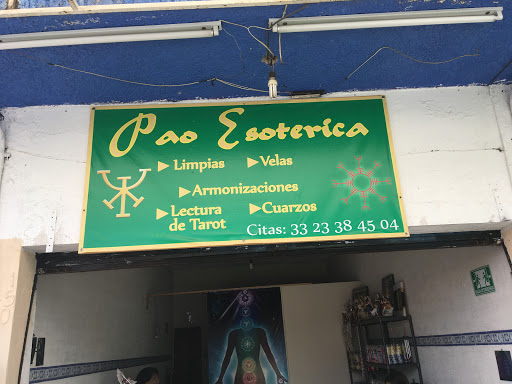 Pao Esoterica
▶ Limpias ▶ Velas
▶ Armonizaciones
▶ Lectura de Tarot ▶ Cuarzos
Citas: 33 23 38 45 04